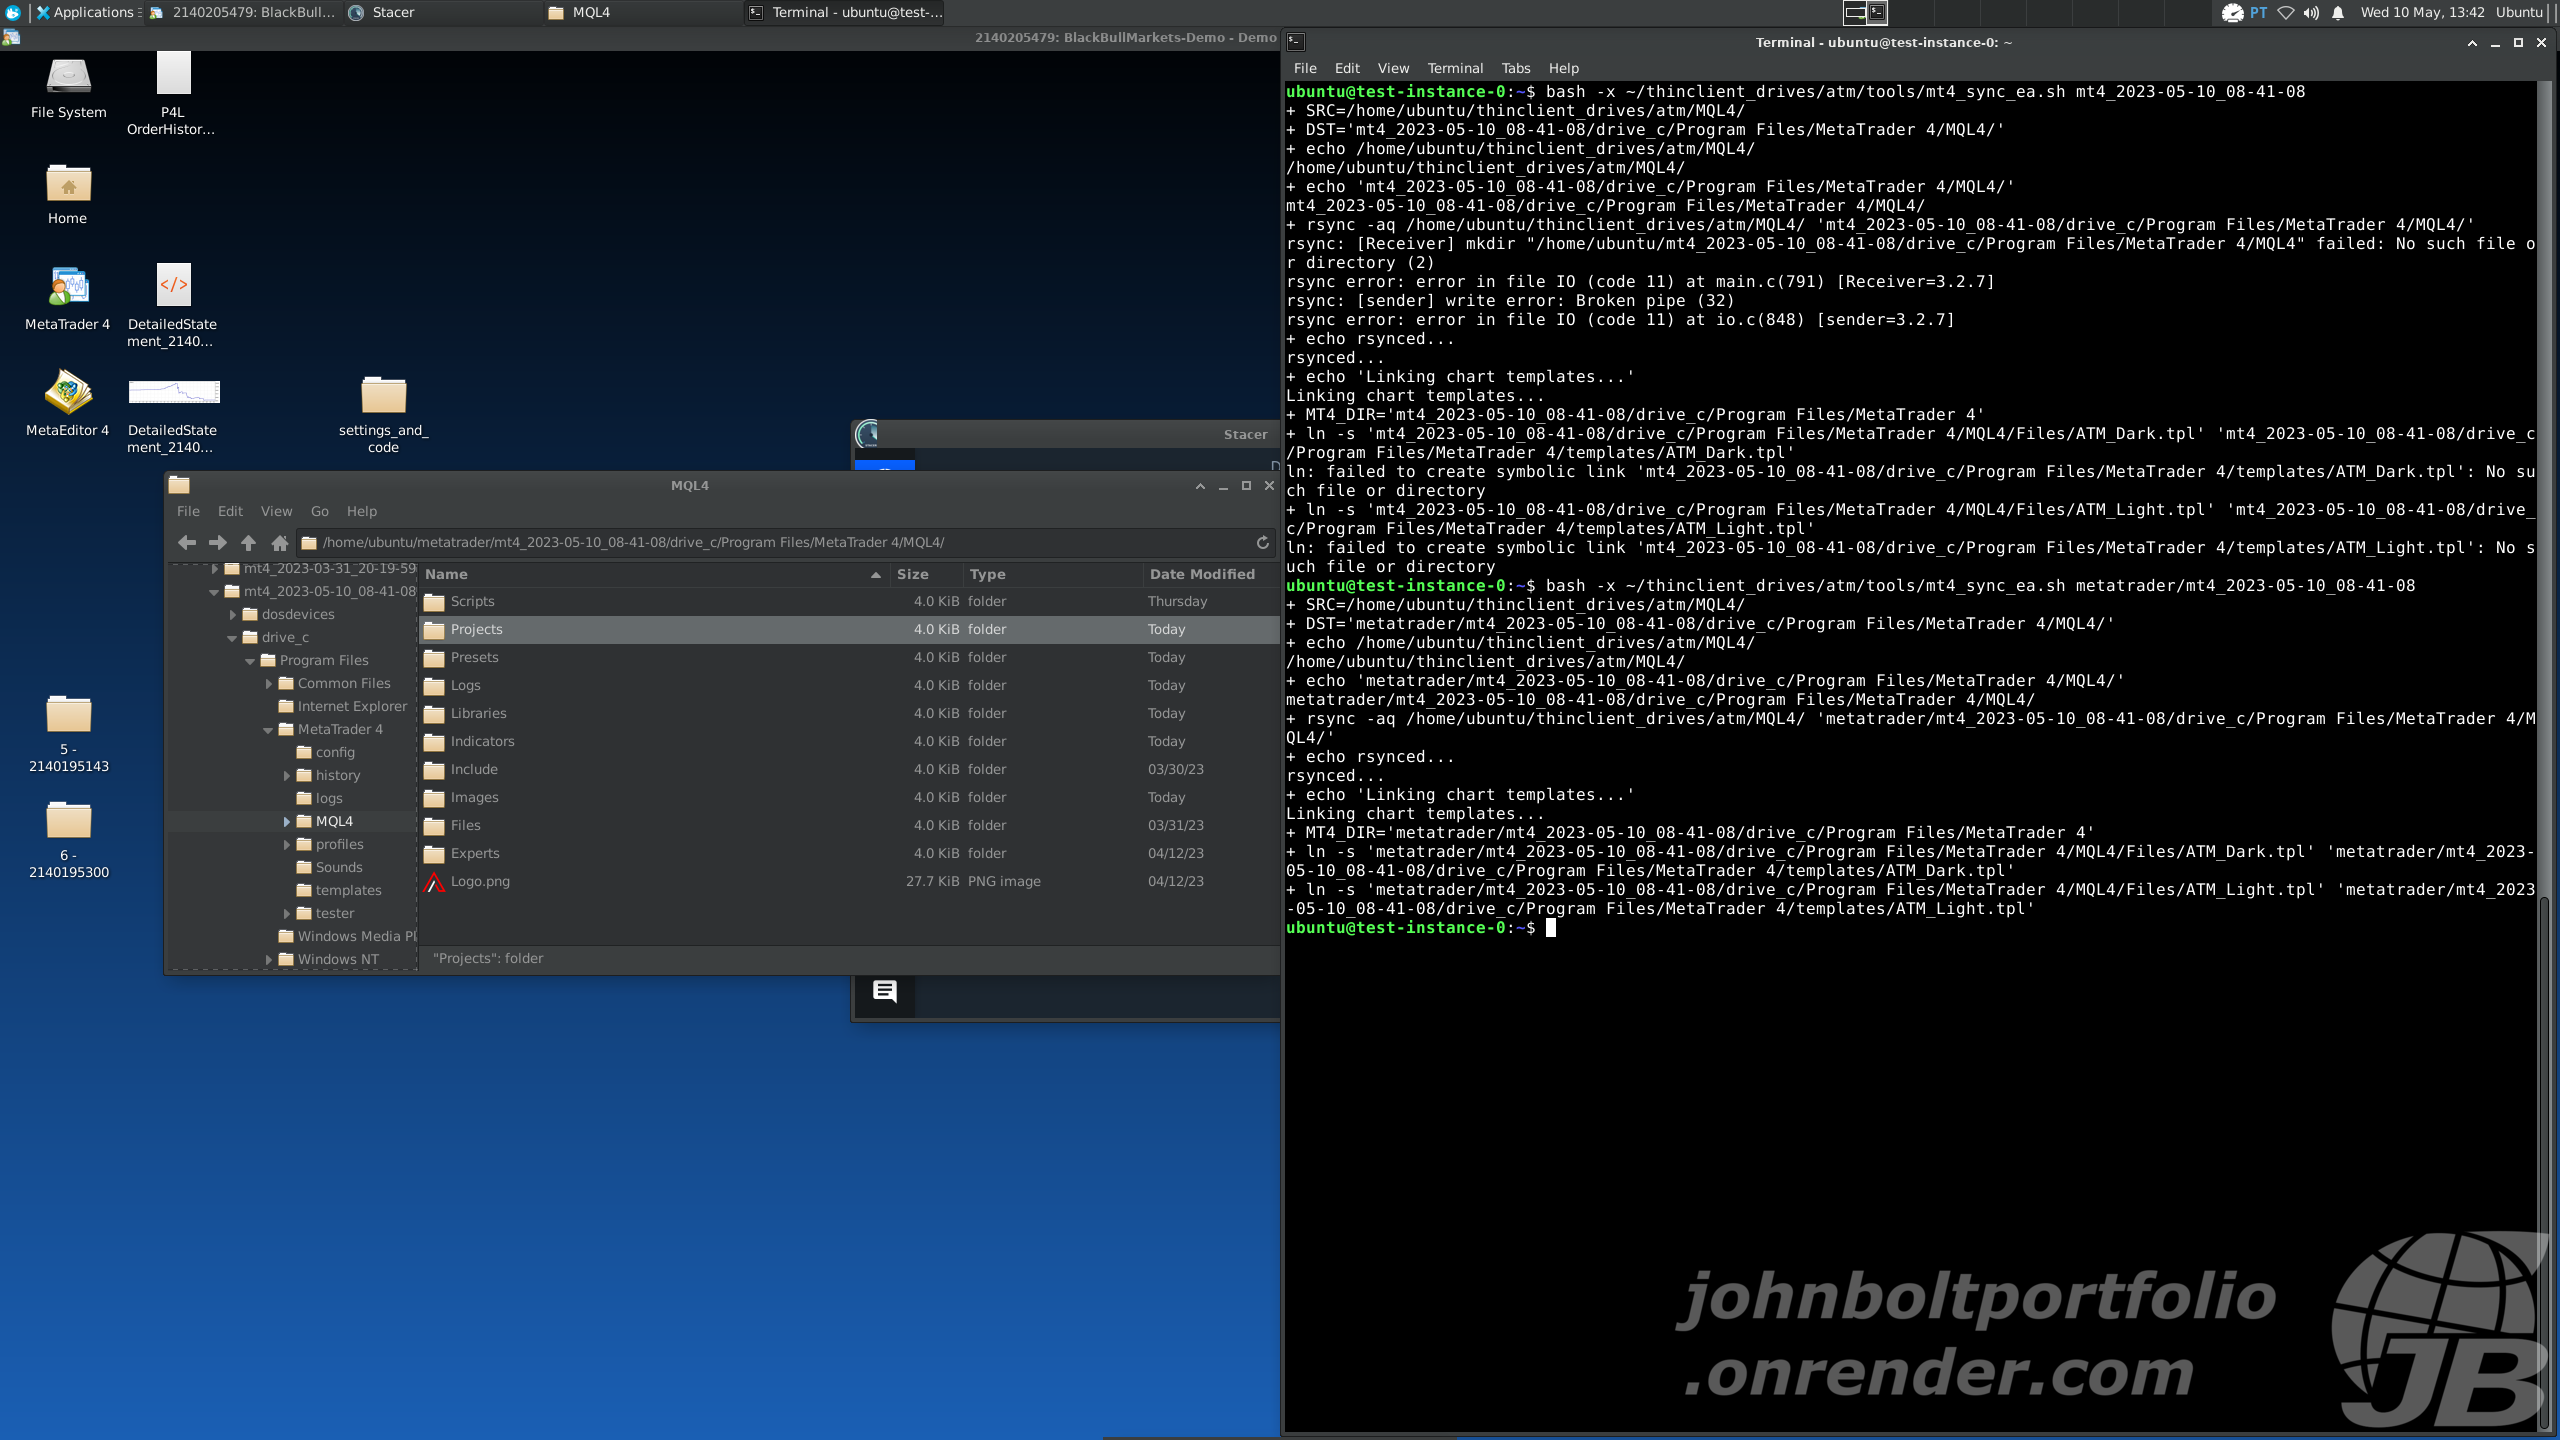 Applications
2140205479: BlackBull...
Stacer
MQL4
Terminal - ubuntu@test-...
PT
Wed 10 May, 13:42
Ubuntu
2140205479: BlackBullMarkets-Demo - Demo
File System
P4L
OrderHistor...
Home
MetaTrader 4
DetailedState
ment_2140...
MetaEditor 4
DetailedState
ment_2140...
settings_and_
code
5 -
2140195143
6 -
2140195300
Stacer
MQL4
File Edit View Go Help
/home/ubuntu/metatrader/mt4_2023-05-10_08-41-08/drive_c/Program Files/MetaTrader 4/MQL4/
mt4_2023-03-31_20-19-59
mt4_2023-05-10_08-41-08
dosdevices
drive_c
Program Files
Common Files
Internet Explorer
MetaTrader 4
config
history
logs
MQL4
profiles
Sounds
templates
tester
Windows Media Pl
Windows NT
Name Size Type Date Modified
Scripts 4.0 KiB folder Thursday
Projects 4.0 KiB folder Today
Presets 4.0 KiB folder Today
Logs 4.0 KiB folder Today
Libraries 4.0 KiB folder Today
Indicators 4.0 KiB folder Today
Include 4.0 KiB folder 03/30/23
Images 4.0 KiB folder Today
Files 4.0 KiB folder 03/31/23
Experts 4.0 KiB folder 04/12/23
Logo.png 27.7 KiB PNG image 04/12/23
"Projects": folder
Terminal - ubuntu@test-instance-0: ~
File Edit View Terminal Tabs Help
ubuntu@test-instance-0:~$ bash -x ~/thinclient_drives/atm/tools/mt4_sync_ea.sh mt4_2023-05-10_08-41-08
+ SRC=/home/ubuntu/thinclient_drives/atm/MQL4/
+ DST='mt4_2023-05-10_08-41-08/drive_c/Program Files/MetaTrader 4/MQL4/'
+ echo /home/ubuntu/thinclient_drives/atm/MQL4/
/home/ubuntu/thinclient_drives/atm/MQL4/
+ echo 'mt4_2023-05-10_08-41-08/drive_c/Program Files/MetaTrader 4/MQL4/'
mt4_2023-05-10_08-41-08/drive_c/Program Files/MetaTrader 4/MQL4/
+ rsync -aq /home/ubuntu/thinclient_drives/atm/MQL4/ 'mt4_2023-05-10_08-41-08/drive_c/Program Files/MetaTrader 4/MQL4/'
rsync: [Receiver] mkdir "/home/ubuntu/mt4_2023-05-10_08-41-08/drive_c/Program Files/MetaTrader 4/MQL4" failed: No such file o
r directory (2)
rsync error: error in file IO (code 11) at main.c(791) [Receiver=3.2.7]
rsync: [sender] write error: Broken pipe (32)
rsync error: error in file IO (code 11) at io.c(848) [sender=3.2.7]
+ echo rsynced...
rsynced...
+ echo 'Linking chart templates...'
Linking chart templates...
+ MT4_DIR='mt4_2023-05-10_08-41-08/drive_c/Program Files/MetaTrader 4'
+ ln -s 'mt4_2023-05-10_08-41-08/drive_c/Program Files/MetaTrader 4/MQL4/Files/ATM_Dark.tpl' 'mt4_2023-05-10_08-41-08/drive_c
/Program Files/MetaTrader 4/templates/ATM_Dark.tpl'
ln: failed to create symbolic link 'mt4_2023-05-10_08-41-08/drive_c/Program Files/MetaTrader 4/templates/ATM_Dark.tpl': No su
ch file or directory
+ ln -s 'mt4_2023-05-10_08-41-08/drive_c/Program Files/MetaTrader 4/MQL4/Files/ATM_Light.tpl' 'mt4_2023-05-10_08-41-08/drive_
c/Program Files/MetaTrader 4/templates/ATM_Light.tpl'
ln: failed to create symbolic link 'mt4_2023-05-10_08-41-08/drive_c/Program Files/MetaTrader 4/templates/ATM_Light.tpl': No s
uch file or directory
ubuntu@test-instance-0:~$ bash -x ~/thinclient_drives/atm/tools/mt4_sync_ea.sh metatrader/mt4_2023-05-10_08-41-08
+ SRC=/home/ubuntu/thinclient_drives/atm/MQL4/
+ DST='metatrader/mt4_2023-05-10_08-41-08/drive_c/Program Files/MetaTrader 4/MQL4/'
+ echo /home/ubuntu/thinclient_drives/atm/MQL4/
/home/ubuntu/thinclient_drives/atm/MQL4/
+ echo 'metatrader/mt4_2023-05-10_08-41-08/drive_c/Program Files/MetaTrader 4/MQL4/'
metatrader/mt4_2023-05-10_08-41-08/drive_c/Program Files/MetaTrader 4/MQL4/
+ rsync -aq /home/ubuntu/thinclient_drives/atm/MQL4/ 'metatrader/mt4_2023-05-10_08-41-08/drive_c/Program Files/MetaTrader 4/M
QL4/'
+ echo rsynced...
rsynced...
+ echo 'Linking chart templates...'
Linking chart templates...
+ MT4_DIR='metatrader/mt4_2023-05-10_08-41-08/drive_c/Program Files/MetaTrader 4'
+ ln -s 'metatrader/mt4_2023-05-10_08-41-08/drive_c/Program Files/MetaTrader 4/MQL4/Files/ATM_Dark.tpl' 'metatrader/mt4_2023-
05-10_08-41-08/drive_c/Program Files/MetaTrader 4/templates/ATM_Dark.tpl'
+ ln -s 'metatrader/mt4_2023-05-10_08-41-08/drive_c/Program Files/MetaTrader 4/MQL4/Files/ATM_Light.tpl' 'metatrader/mt4_2023
-05-10_08-41-08/drive_c/Program Files/MetaTrader 4/templates/ATM_Light.tpl'
ubuntu@test-instance-0:~$
johnboltportfolio
.onrender.com
JB